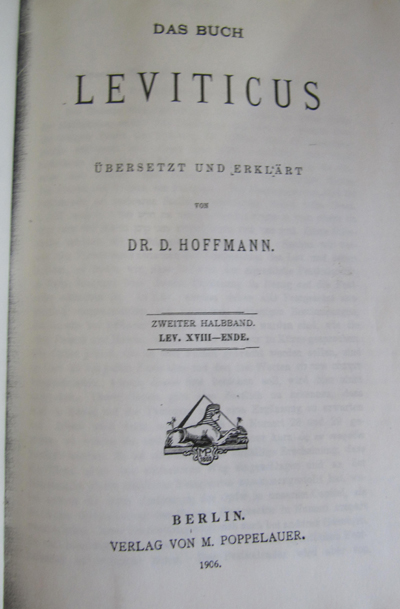 DAS BUCH
LEVITICUS
ÜBERSETZT UND ERKLÄRT
VON
DR. D. HOFFMANN.
ZWEITER HALBBAND.
LEV. XVIII—ENDE.
BERLIN.
VERLAG VON M. POPPELAUER.
1906.